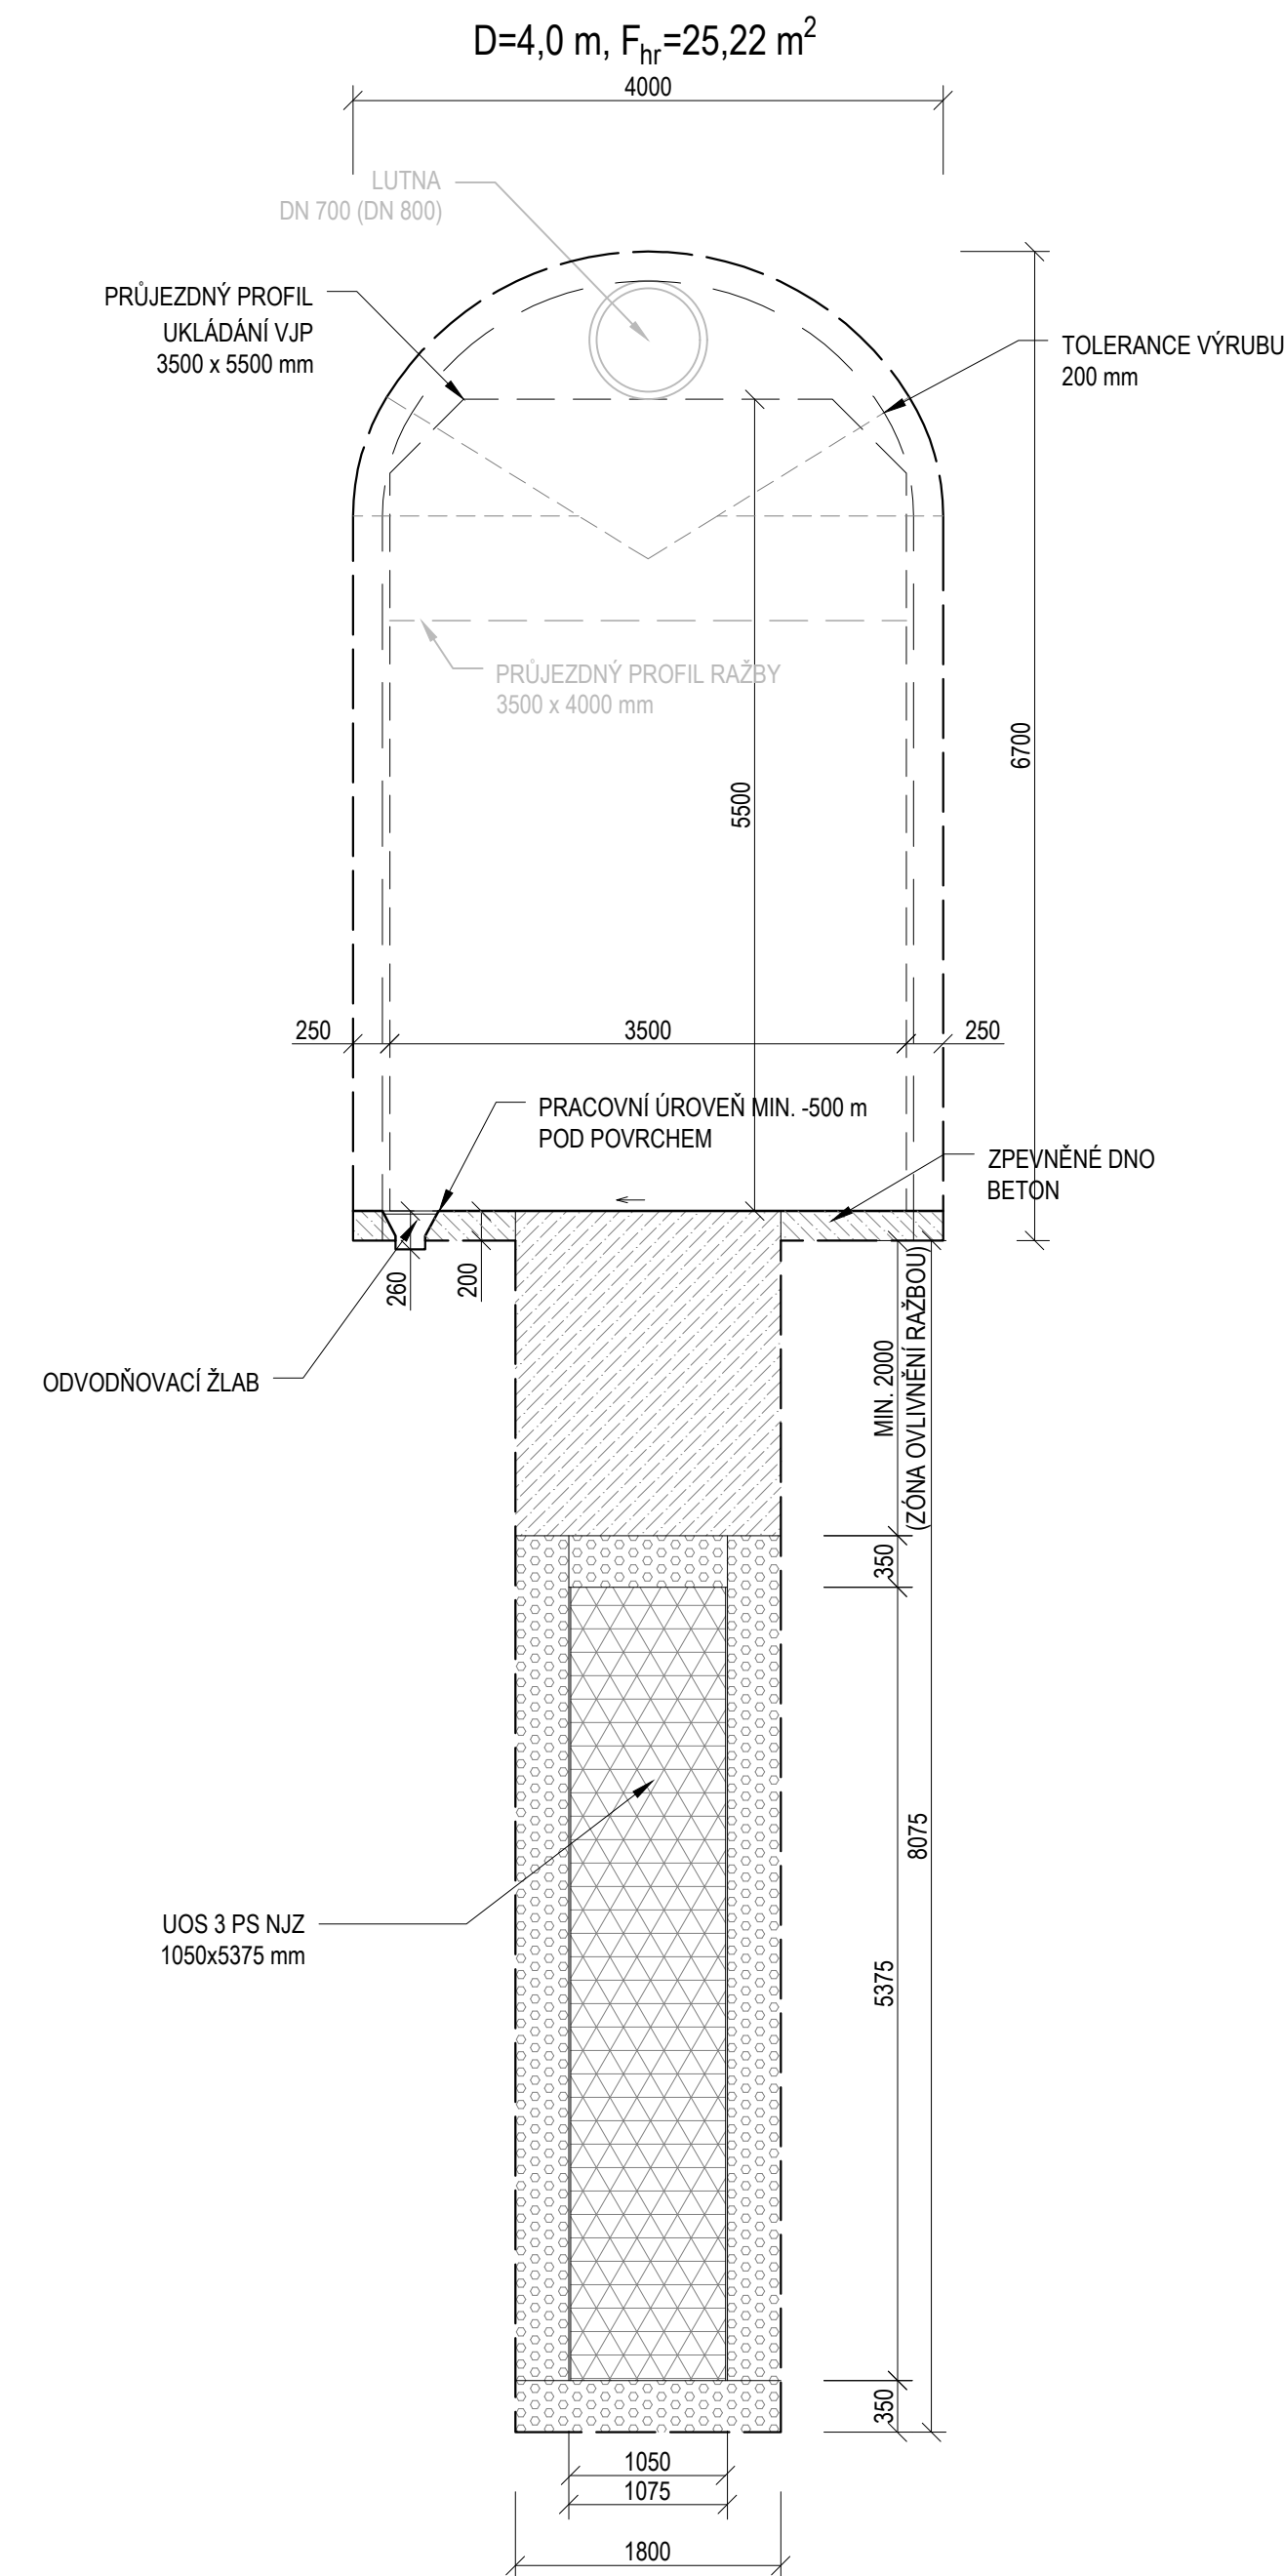 D=4,0 m, Fhr=25,22 m²
4000
LUTNA
DN 700 (DN 800)
PRŮJEZDNÝ PROFIL
UKLÁDÁNÍ VJP
3500 x 5500 mm
TOLERANCE VÝRUBU
200 mm
PRŮJEZDNÝ PROFIL RAŽBY
3500 x 4000 mm
6700
5500
250
3500
250
PRACOVNÍ ÚROVEŇ MIN. -500 m
POD POVRCHEM
ZPEVNĚNÉ DNO
BETON
260
200
ODVODŇOVACÍ ŽLAB
MIN. 2000
(ZÓNA OVLIVNĚNÍ RAŽBOU)
350
8075
UOS 3 PS NJZ
1050x5375 mm
5375
350
1050
1075
1800